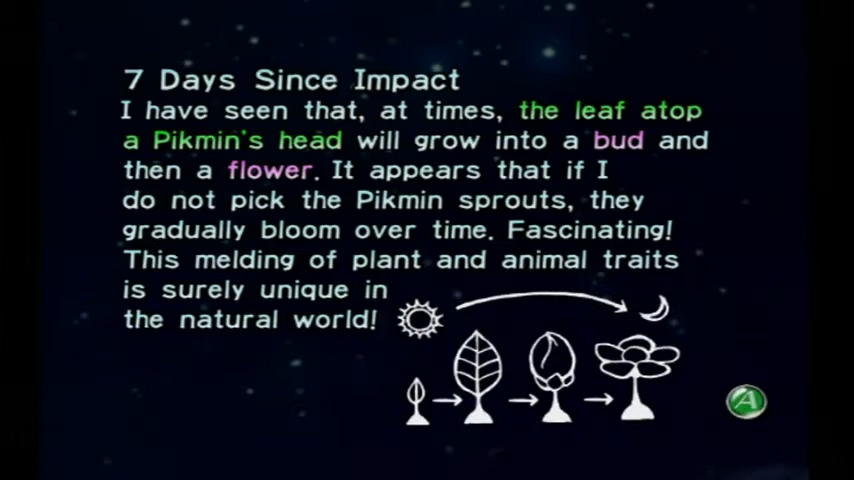 7 Days Since Impact
I have seen that, at times, the leaf atop
a Pikmin's head will grow into a bud and
then a flower. It appears that if I
do not pick the Pikmin sprouts, they
gradually bloom over time. Fascinating!
This melding of plant and animal traits
is surely unique in
the natural world!
A